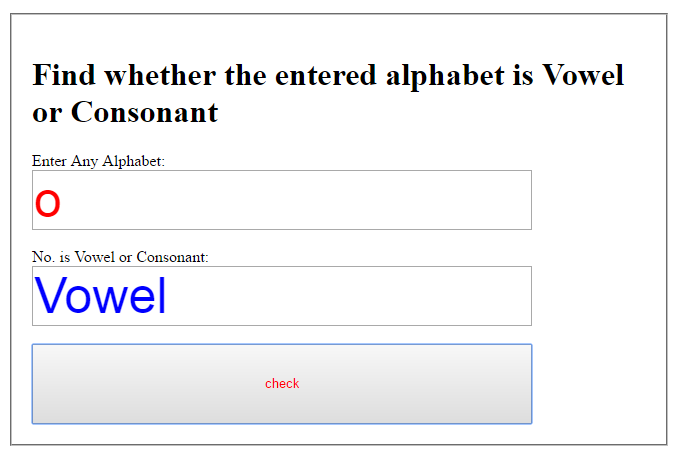 Find whether the entered alphabet is Vowel
or Consonant
Enter Any Alphabet:
o
No. is Vowel or Consonant:
Vowel
check